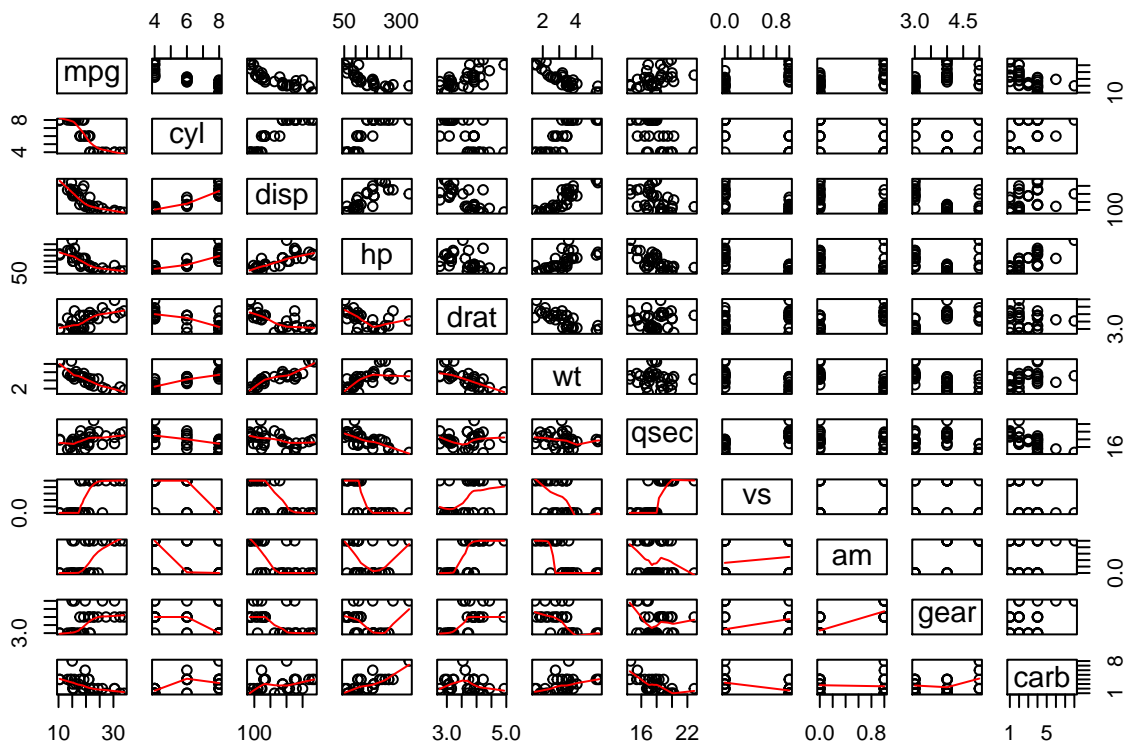 4 6 8 50 300 2 4 0.0 0.8 3.0 4.5
mpg 10
4 8 cyl
disp 100
50 hp
drat 3.0
2 wt
qsec 16
0.0 vs
am 0.0
3.0 gear
carb 1 8
10 20 30 100 3.0 5.0 16 22 0.0 0.8 1 5